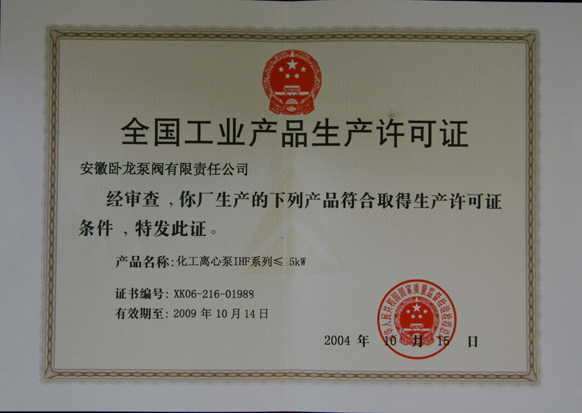 全国工业产品生产许可证
安徽卧龙泵阀有限责任公司
经审查，你厂生产的下列产品符合取得生产许可证
条件，特发此证。
产品名称：化工离心泵IHF系列≤ 5kW
证书编号：XK06-216-01988
有效期至：2009 年 10 月 14 日
2004 年 10 月 15 日